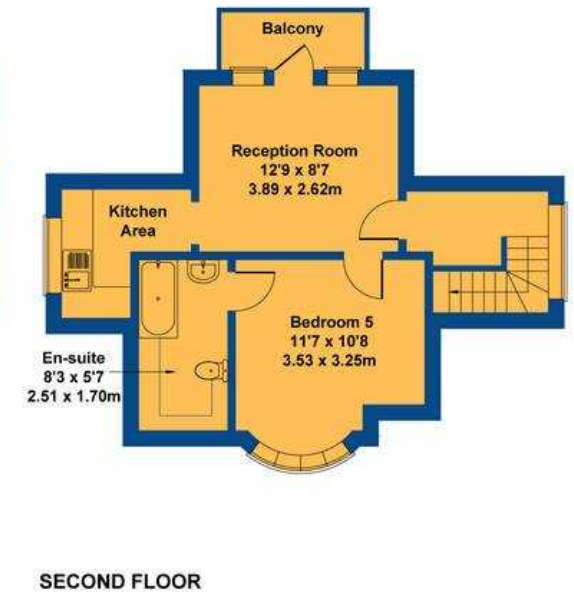 Balcony
Reception Room
12'9 x 8'7
3.89 x 2.62m
Kitchen
Area
Bedroom 5
11'7 x 10'8
3.53 x 3.25m
En-suite
8'3 x 5'7
2.51 x 1.70m
SECOND FLOOR